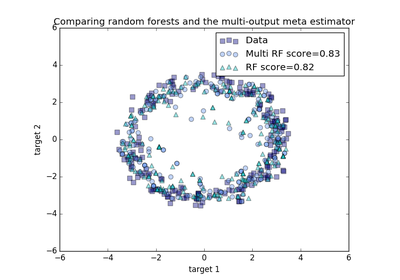 Comparing random forests and the multi-output meta estimator
6
4
2
0
−2
−4
−6
−6
−4
−2
0
2
4
6
target 2
target 1
Data
Multi RF score=0.83
RF score=0.82